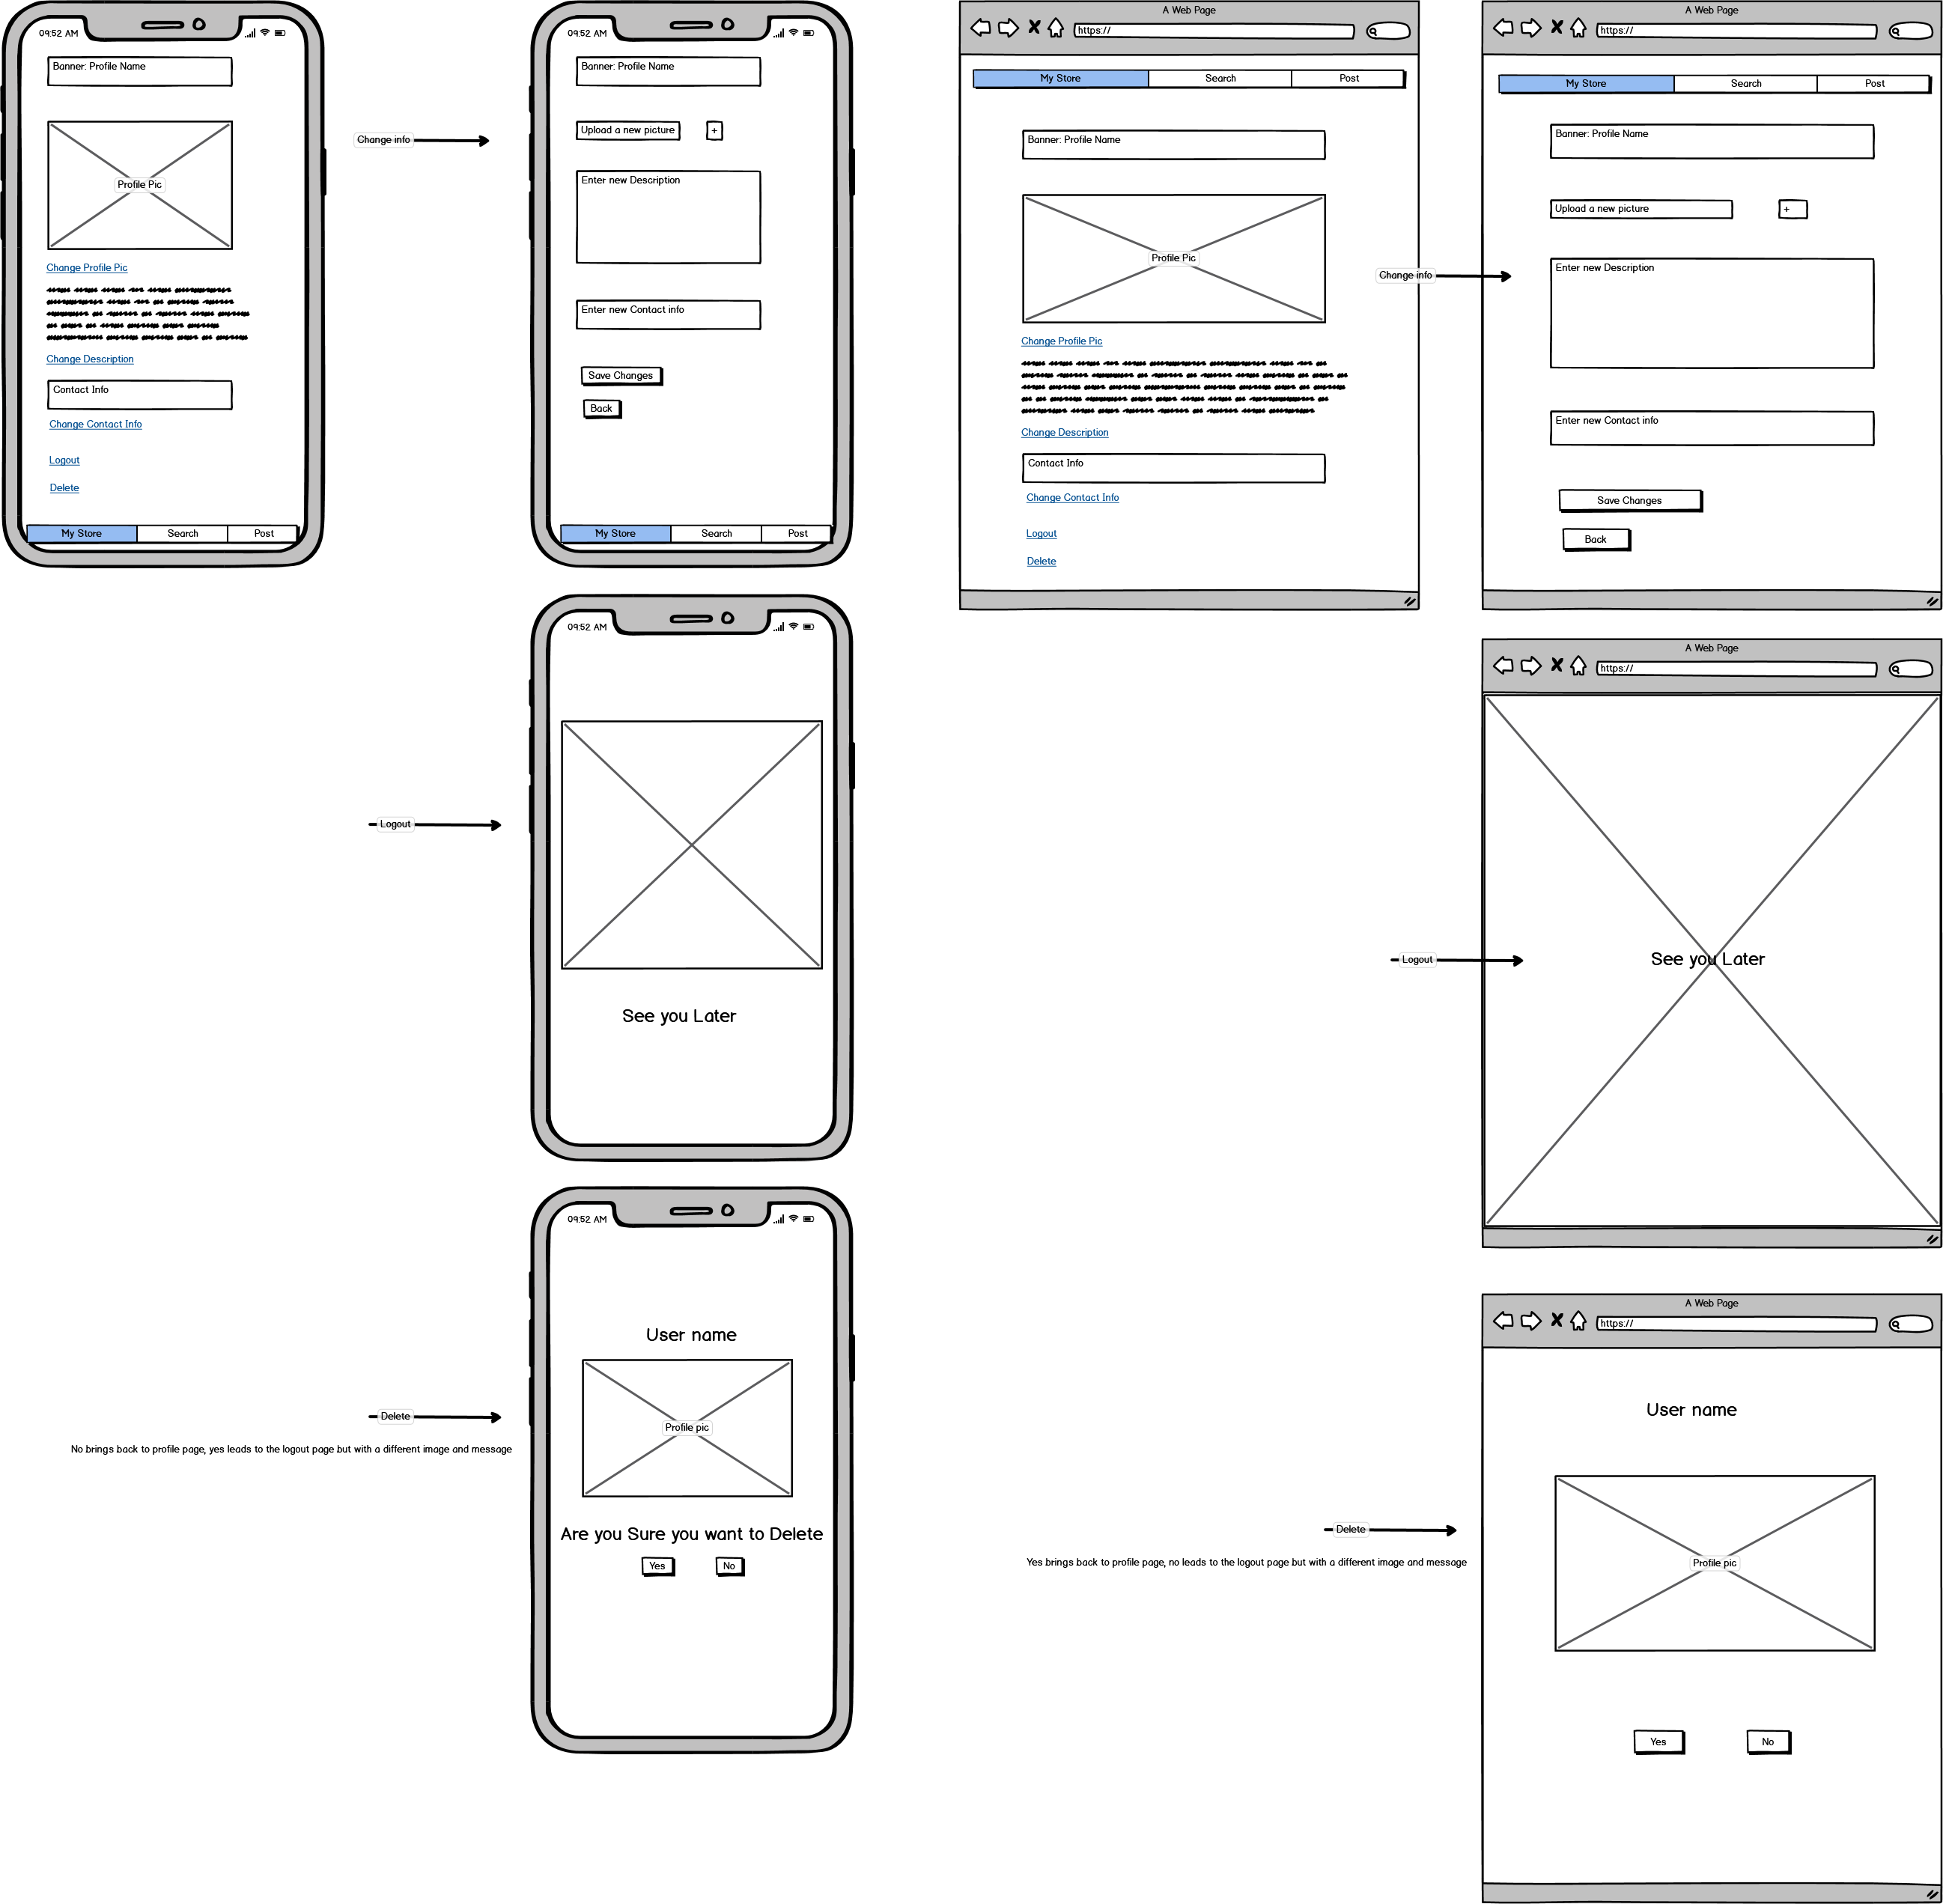 09:52 AM
Banner: Profile Name
Profile Pic
Change Profile Pic
Change Description
Contact Info
Change Contact Info
Logout
Delete
My Store Search Post
Change info
09:52 AM
Banner: Profile Name
Upload a new picture +
Enter new Description
Enter new Contact info
Save Changes
Back
My Store Search Post
A Web Page
https://
My Store Search Post
Banner: Profile Name
Profile Pic
Change Profile Pic
Change Description
Contact Info
Change Contact Info
Logout
Delete
Change info
A Web Page
https://
My Store Search Post
Banner: Profile Name
Upload a new picture +
Enter new Description
Enter new Contact info
Save Changes
Back
Logout
09:52 AM
See you Later
Logout
A Web Page
https://
See you Later
Delete
No brings back to profile page, yes leads to the logout page but with a different image and message
09:52 AM
User name
Profile pic
Are you Sure you want to Delete
Yes No
Delete
Yes brings back to profile page, no leads to the logout page but with a different image and message
A Web Page
https://
User name
Profile pic
Yes No